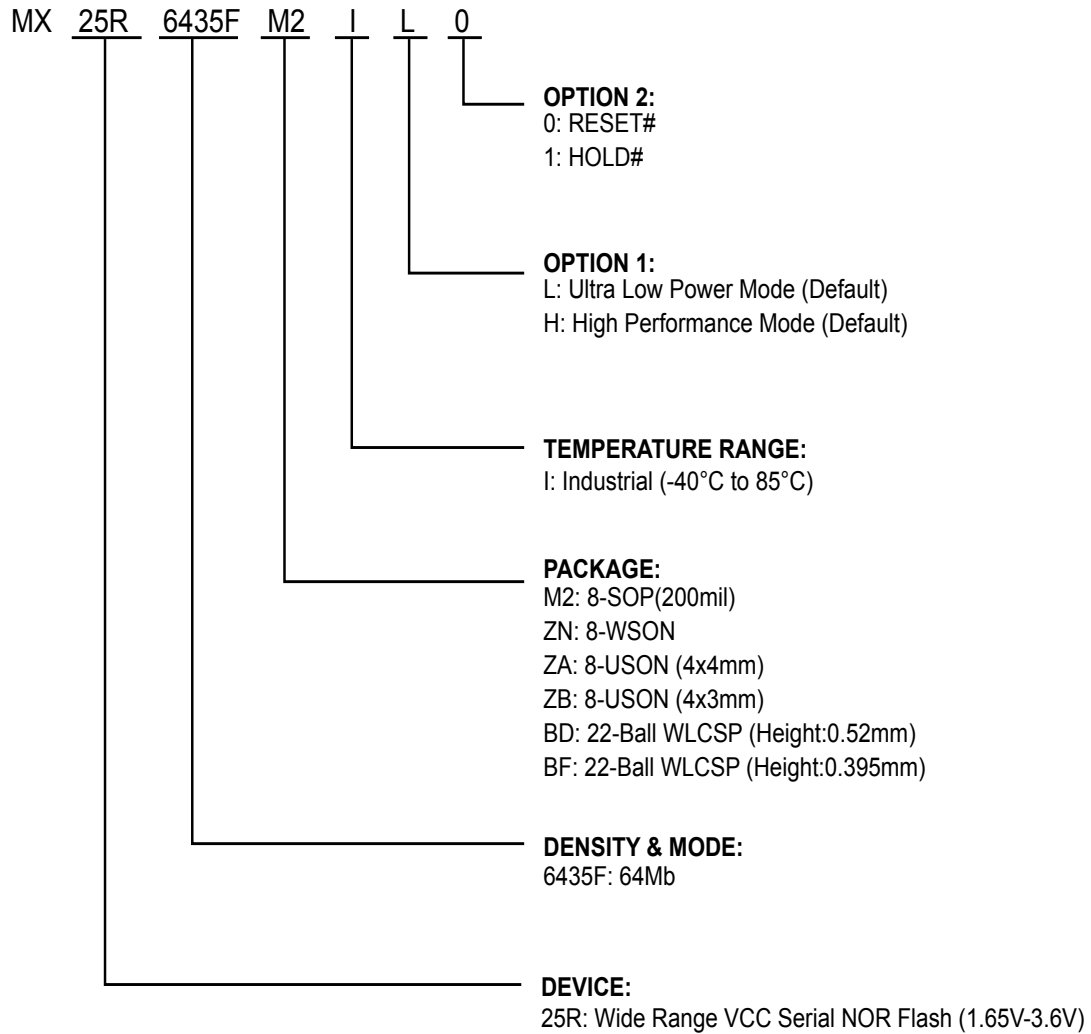 MX 25R 6435F M2 I L 0
OPTION 2:
0: RESET#
1: HOLD#
OPTION 1:
L: Ultra Low Power Mode (Default)
H: High Performance Mode (Default)
TEMPERATURE RANGE:
I: Industrial (-40°C to 85°C)
PACKAGE:
M2: 8-SOP(200mil)
ZN: 8-WSON
ZA: 8-USON (4x4mm)
ZB: 8-USON (4x3mm)
BD: 22-Ball WLCSP (Height:0.52mm)
BF: 22-Ball WLCSP (Height:0.395mm)
DENSITY & MODE:
6435F: 64Mb
DEVICE:
25R: Wide Range VCC Serial NOR Flash (1.65V-3.6V)